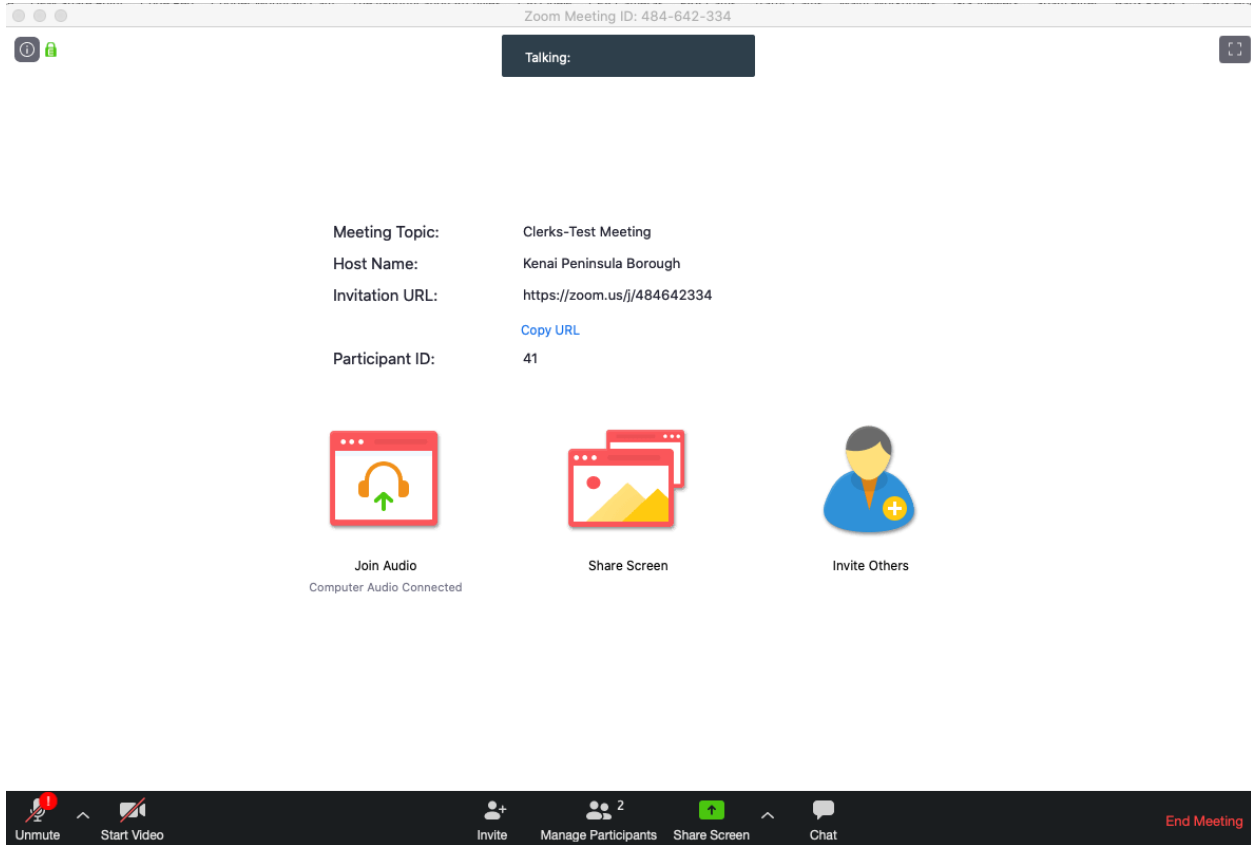 Zoom Meeting ID: 484-642-334
Talking:
Meeting Topic: Clerks-Test Meeting
Host Name: Kenai Peninsula Borough
Invitation URL: https://zoom.us/j/484642334
Copy URL
Participant ID: 41
Join Audio Share Screen Invite Others
Computer Audio Connected
2
Unmute Start Video Invite Manage Participants Share Screen Chat End Meeting